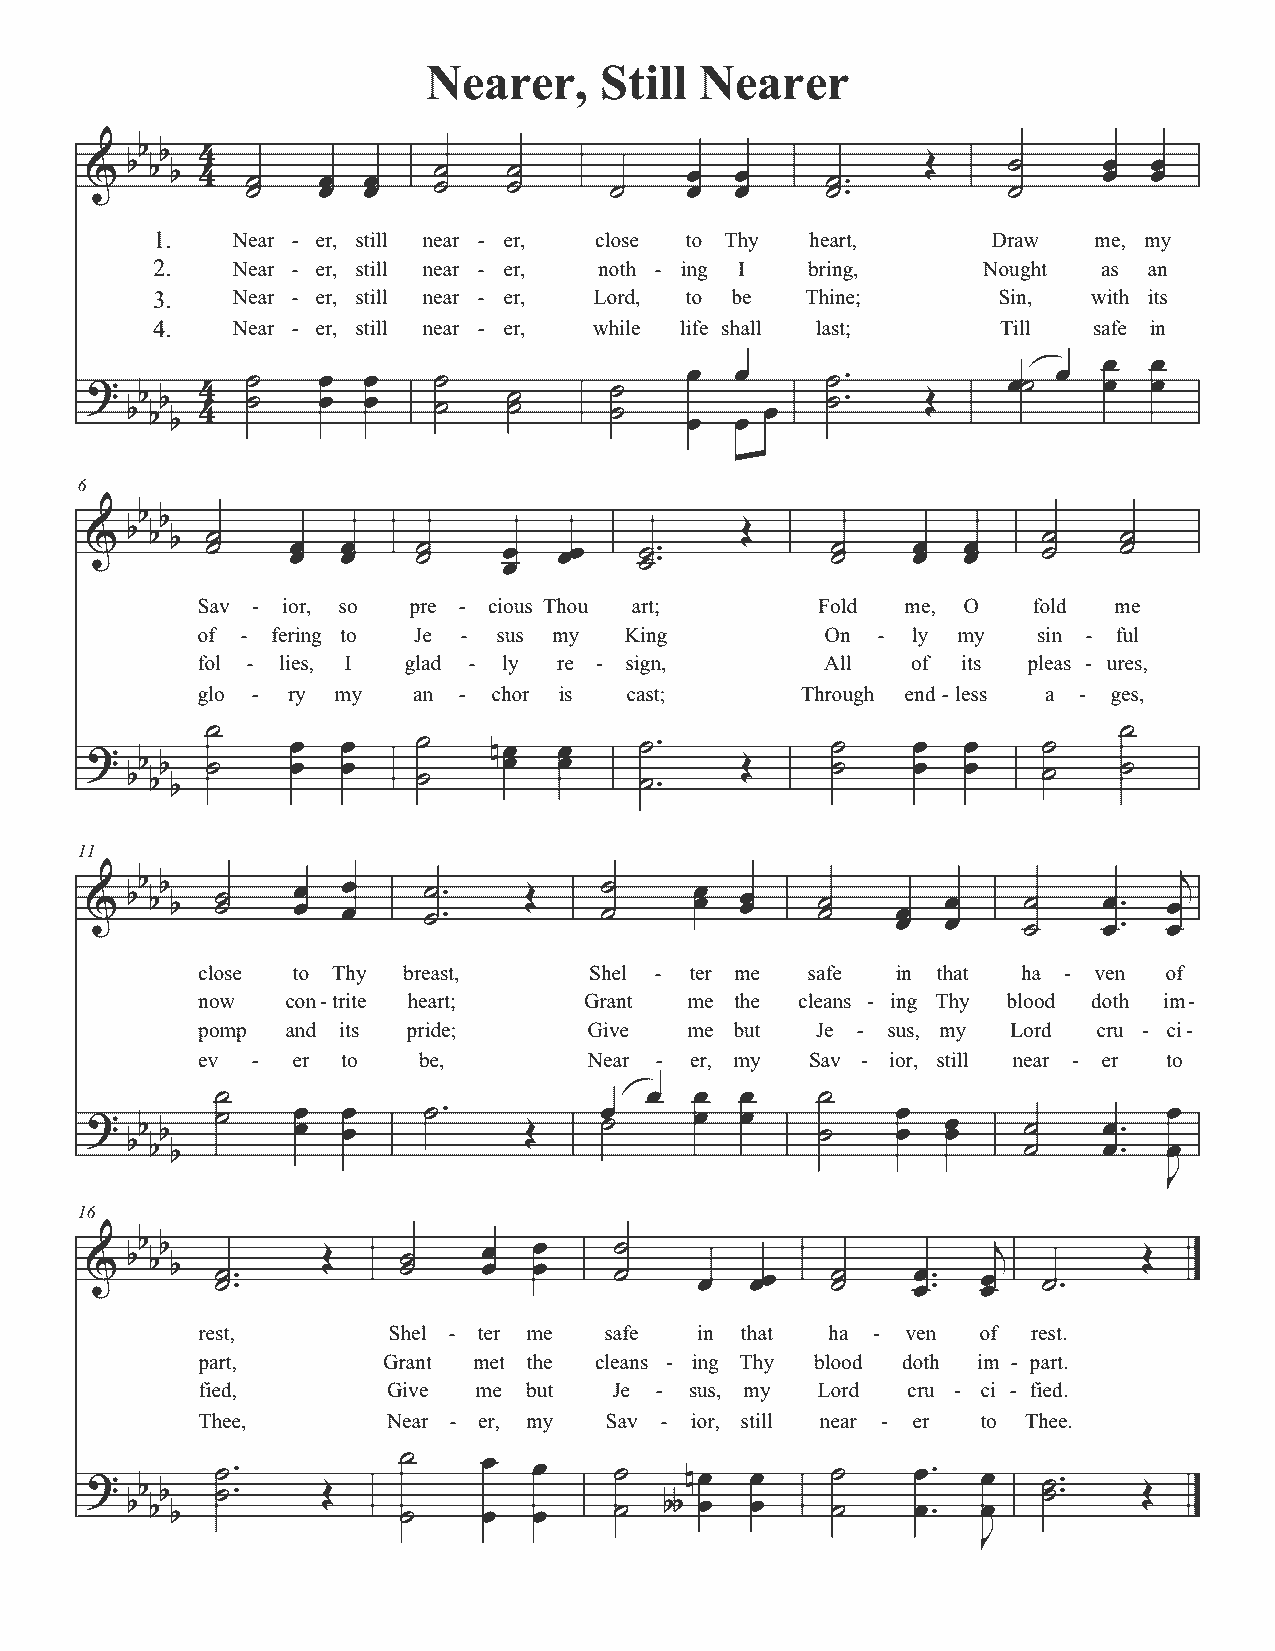 Nearer, Still Nearer
4
4
1. Near - er, still near - er, close to Thy heart, Draw me, my
2. Near - er, still near - er, noth - ing I bring, Nought as an
3. Near - er, still near - er, Lord, to be Thine; Sin, with its
4. Near - er, still near - er, while life shall last; Till safe in
4
4
6
Sav - ior, so pre - cious Thou art; Fold me, O fold me
of - fering to Je - sus my King On - ly my sin - ful
fol - lies, I glad - ly re - sign, All of its pleas - ures,
glo - ry my an - chor is cast; Through end - less a - ges,
11
close to Thy breast, Shel - ter me safe in that ha - ven of
now con - trite heart; Grant me the cleans - ing Thy blood doth im -
pomp and its pride; Give me but Je - sus, my Lord cru - ci -
ev - er to be, Near - er, my Sav - ior, still near - er to
16
rest, Shel - ter me safe in that ha - ven of rest.
part, Grant met the cleans - ing Thy blood doth im - part.
fied, Give me but Je - sus, my Lord cru - ci - fied.
Thee, Near - er, my Sav - ior, still near - er to Thee.